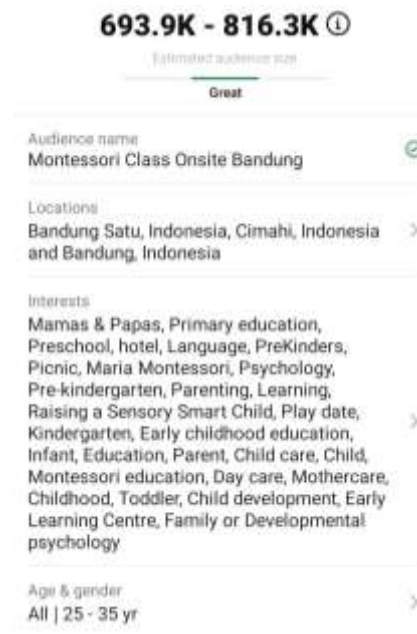 693.9K - 816.3K
Estimated audience size
Great
Audience name
Montessori Class Onsite Bandung
Locations
Bandung Satu, Indonesia, Cimahi, Indonesia
and Bandung, Indonesia
Interests
Mamas & Papas, Primary education,
Preschool, hotel, Language, PreKinders,
Picnic, Maria Montessori, Psychology,
Pre-kindergarten, Parenting, Learning,
Raising a Sensory Smart Child, Play date,
Kindergarten, Early childhood education,
Infant, Education, Parent, Child care, Child,
Montessori education, Day care, Mothercare,
Childhood, Toddler, Child development, Early
Learning Centre, Family or Developmental
psychology
Age & gender
All | 25 - 35 yr